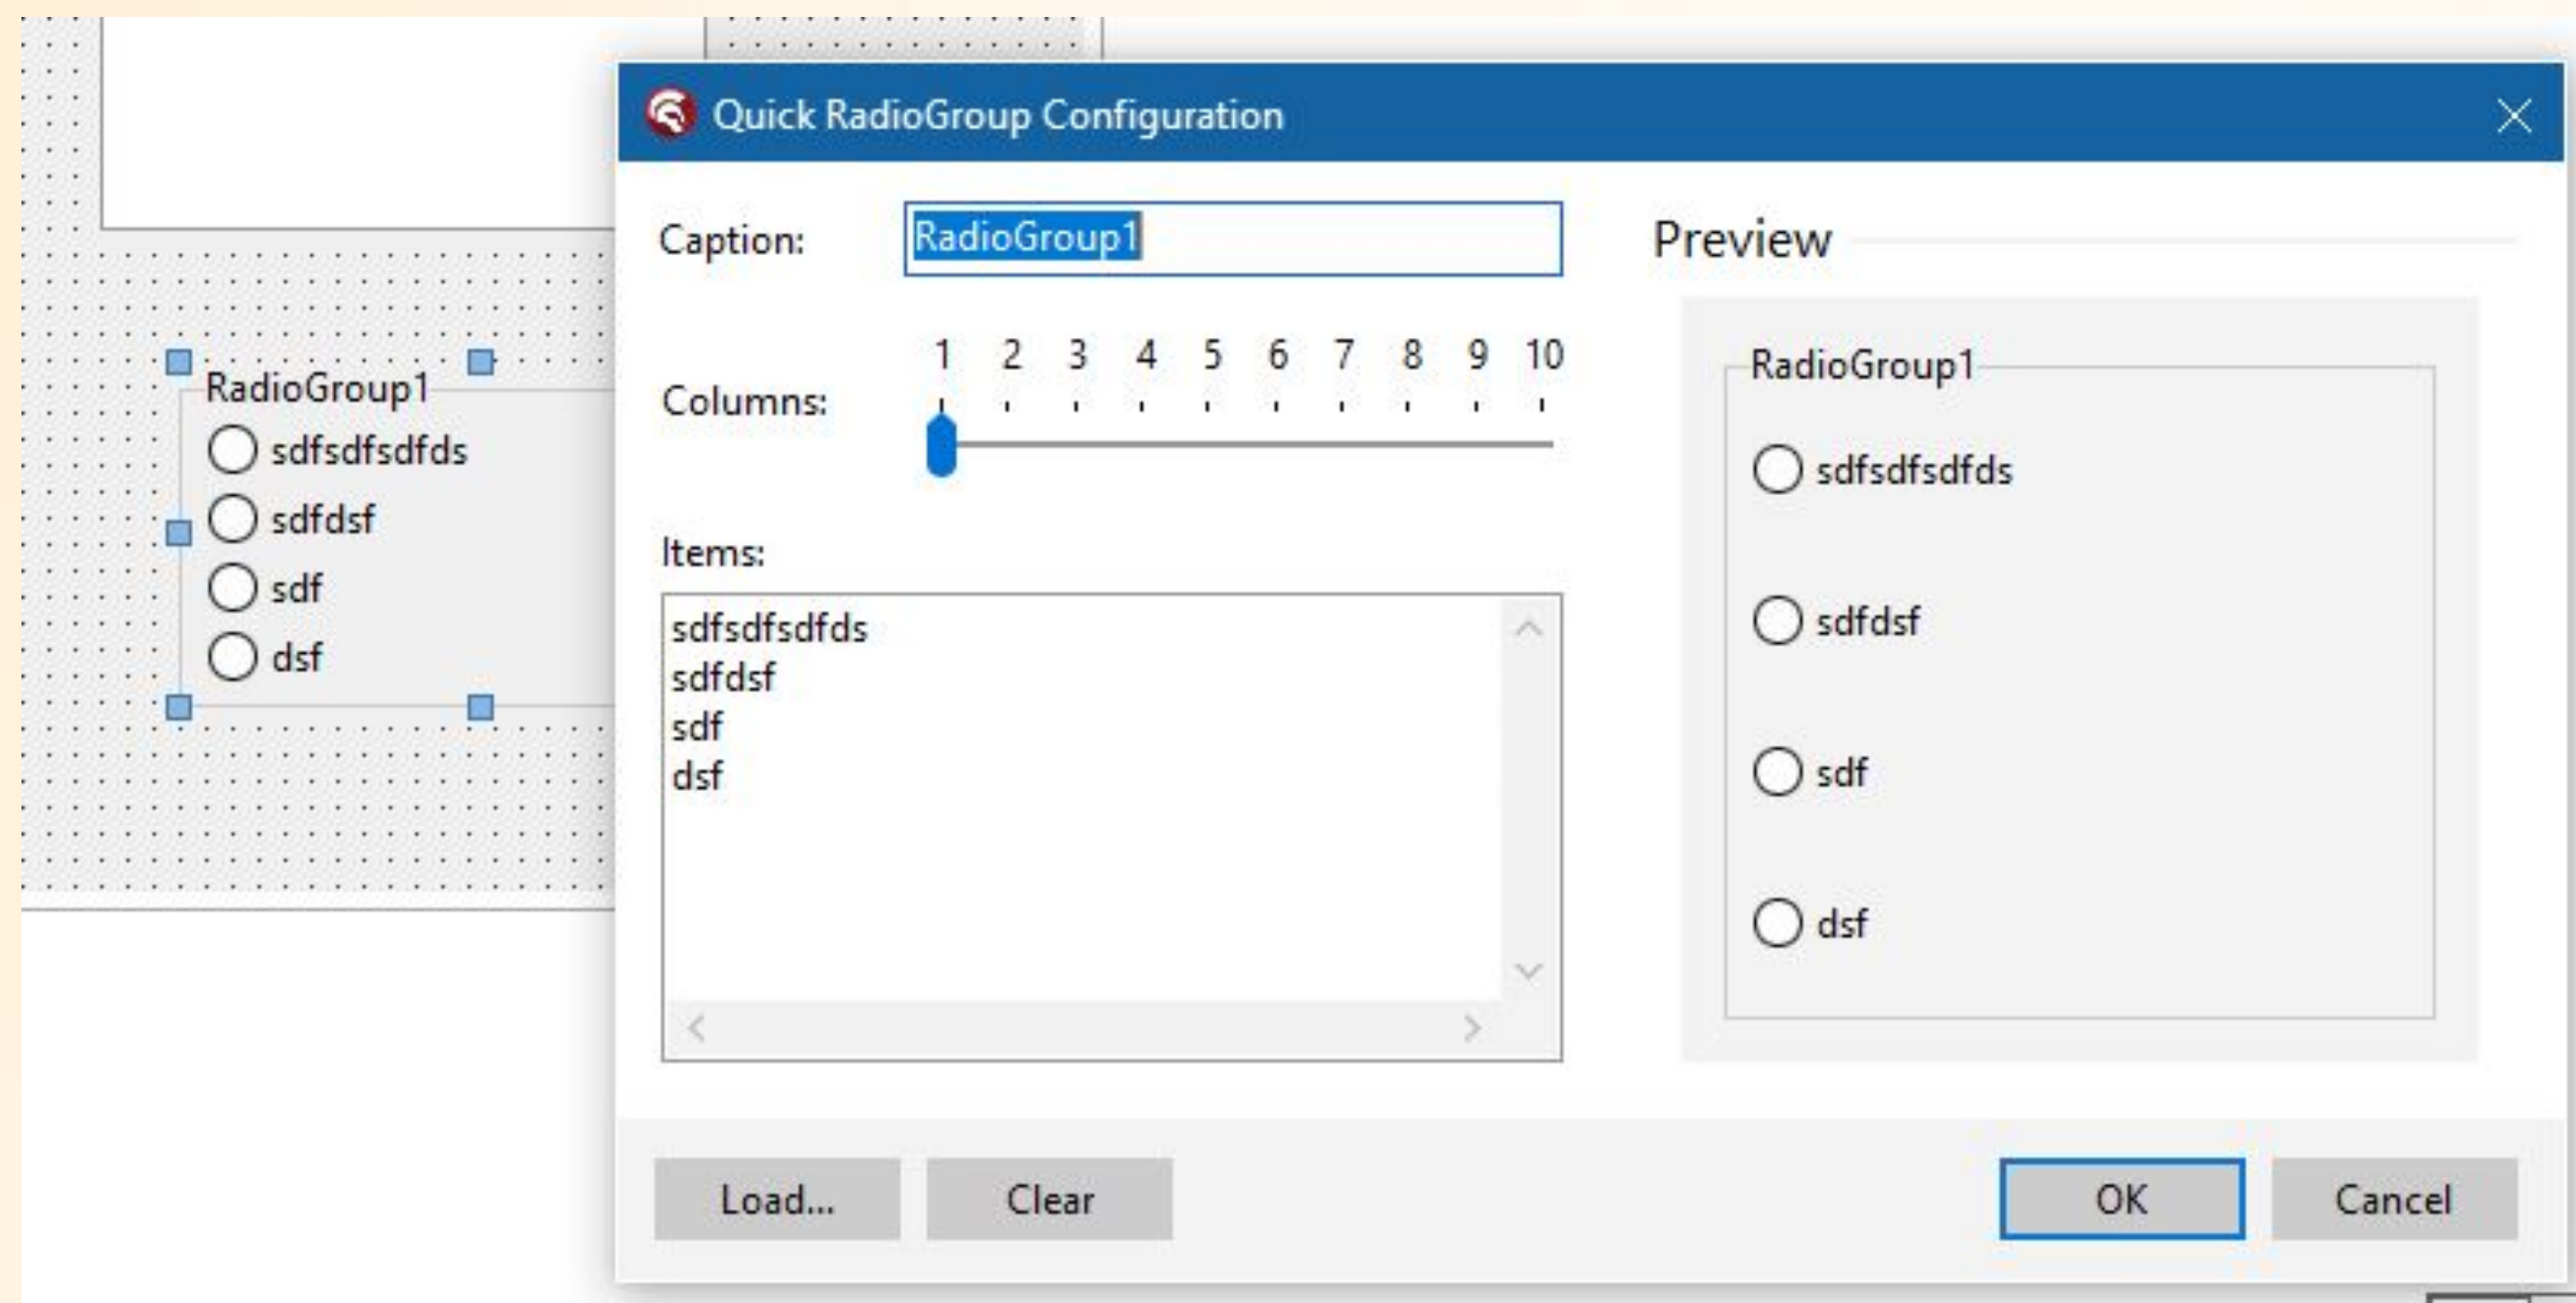 Quick RadioGroup Configuration
Caption:
RadioGroup1
Preview
Columns:
1 2 3 4 5 6 7 8 9 10
Items:
sdfsdfsdfds
sdfdsf
sdf
dsf
RadioGroup1
sdfsdfsdfds
sdfdsf
sdf
dsf
RadioGroup1
sdfsdfsdfds
sdfdsf
sdf
dsf
Load...
Clear
OK
Cancel